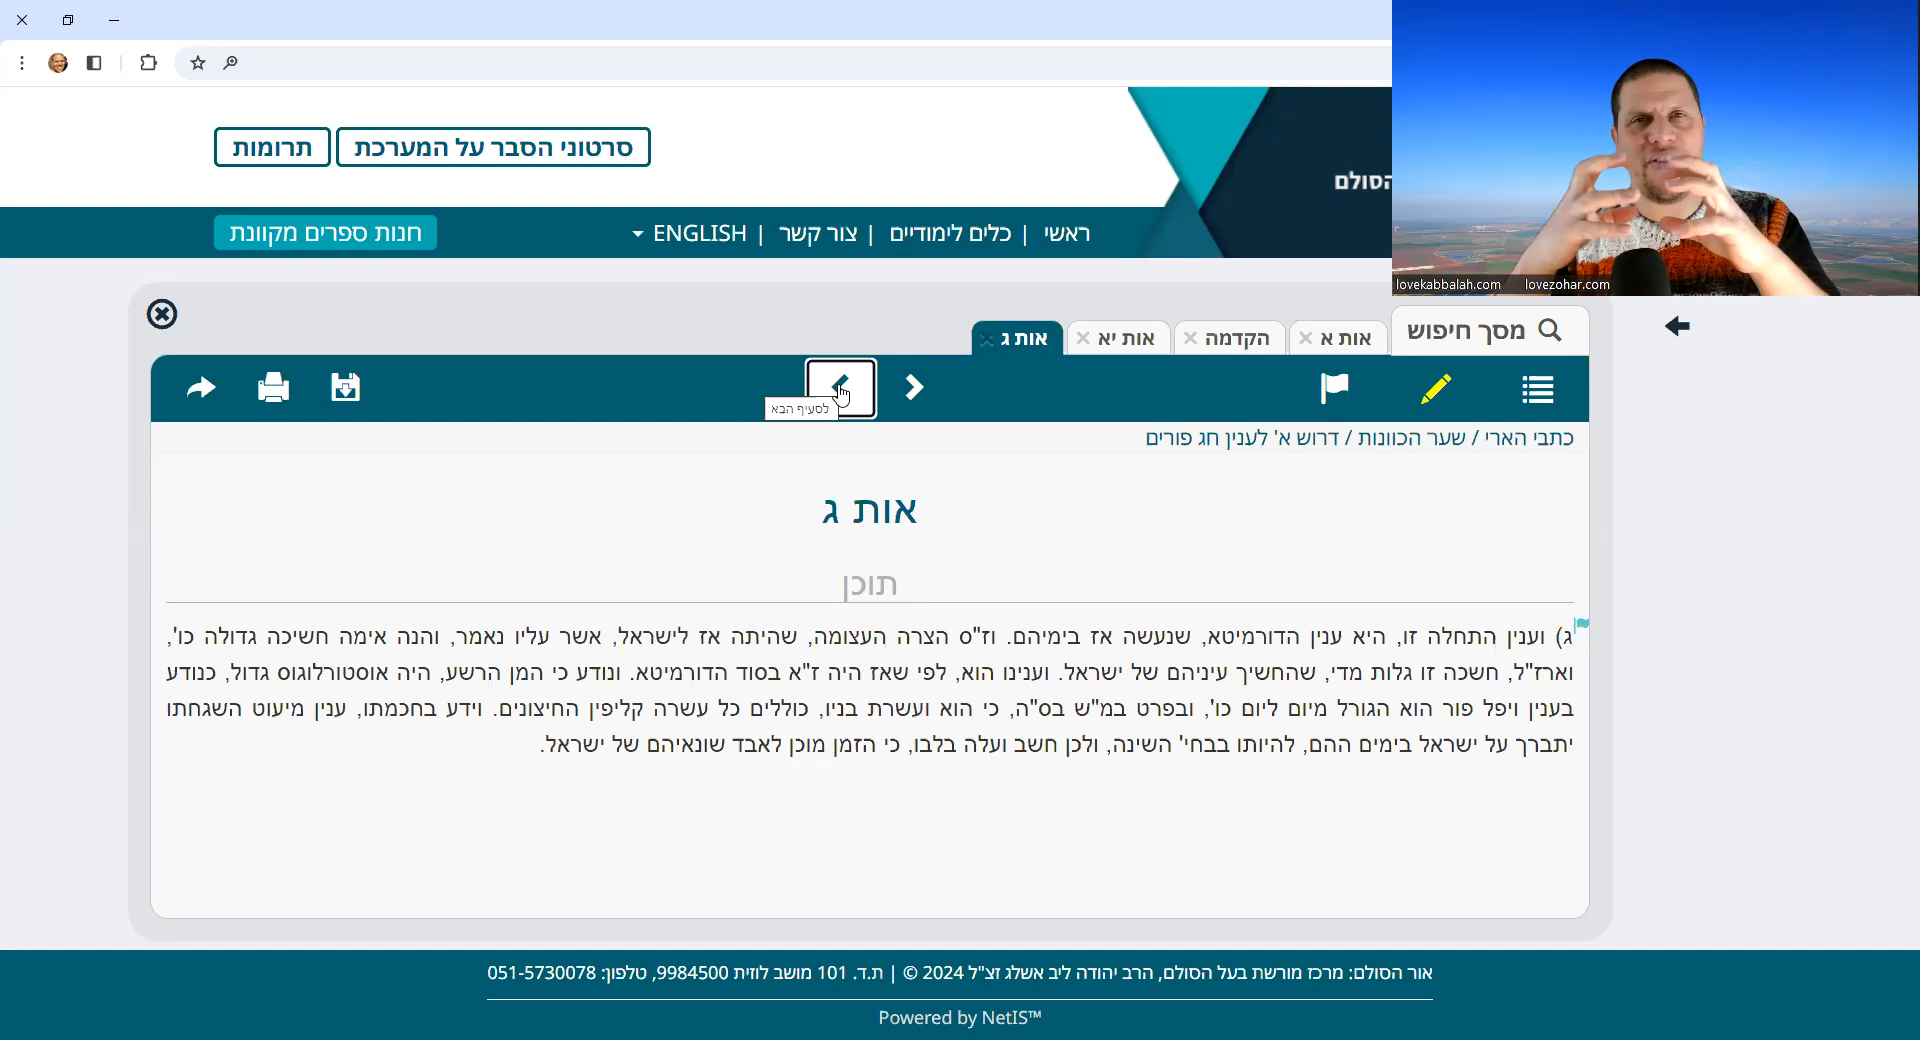 סרטוני הסבר על המערכת
תרומות
הסולם
ראשי | כלים לימודיים | צור קשר | ENGLISH
חנות ספרים מקוונת
lovekabbalah.com lovezohar.com
מסך חיפוש
אות א
הקדמה
אות יא
אות ג
לסעיף הבא
כתבי הארי / שער הכוונות / דרוש א' לענין חג פורים
אות ג
תוכן
ג) וענין התחלה זו, היא ענין הדורמיטא, שנעשה אז בימיהם. וז"ס הצרה העצומה, שהיתה אז לישראל, אשר עליו נאמר, והנה אימה חשיכה גדולה כו',
וארז"ל, חשכה זו גלות מדי, שהחשיך עיניהם של ישראל. וענינו הוא, לפי שאז היה ז"א בסוד הדורמיטא. ונודע כי המן הרשע, היה אוסטורלוגוס גדול, כנודע
בענין ויפל פור הוא הגורל מיום ליום כו', ובפרט במ"ש בס"ה, כי הוא ועשרת בניו, כוללים כל עשרה קליפין החיצונים. וידע בחכמתו, ענין מיעוט השגחתו
יתברך על ישראל בימים ההם, להיותו בבחי' השינה, ולכן חשב ועלה בלבו, כי הזמן מוכן לאבד שונאיהם של ישראל.
אור הסולם: מרכז מורשת בעל הסולם, הרב יהודה ליב אשלג זצ"ל 2024 © | ת.ד. 101 מושב לוזית 9984500, טלפון: 051-5730078
Powered by NetIS™